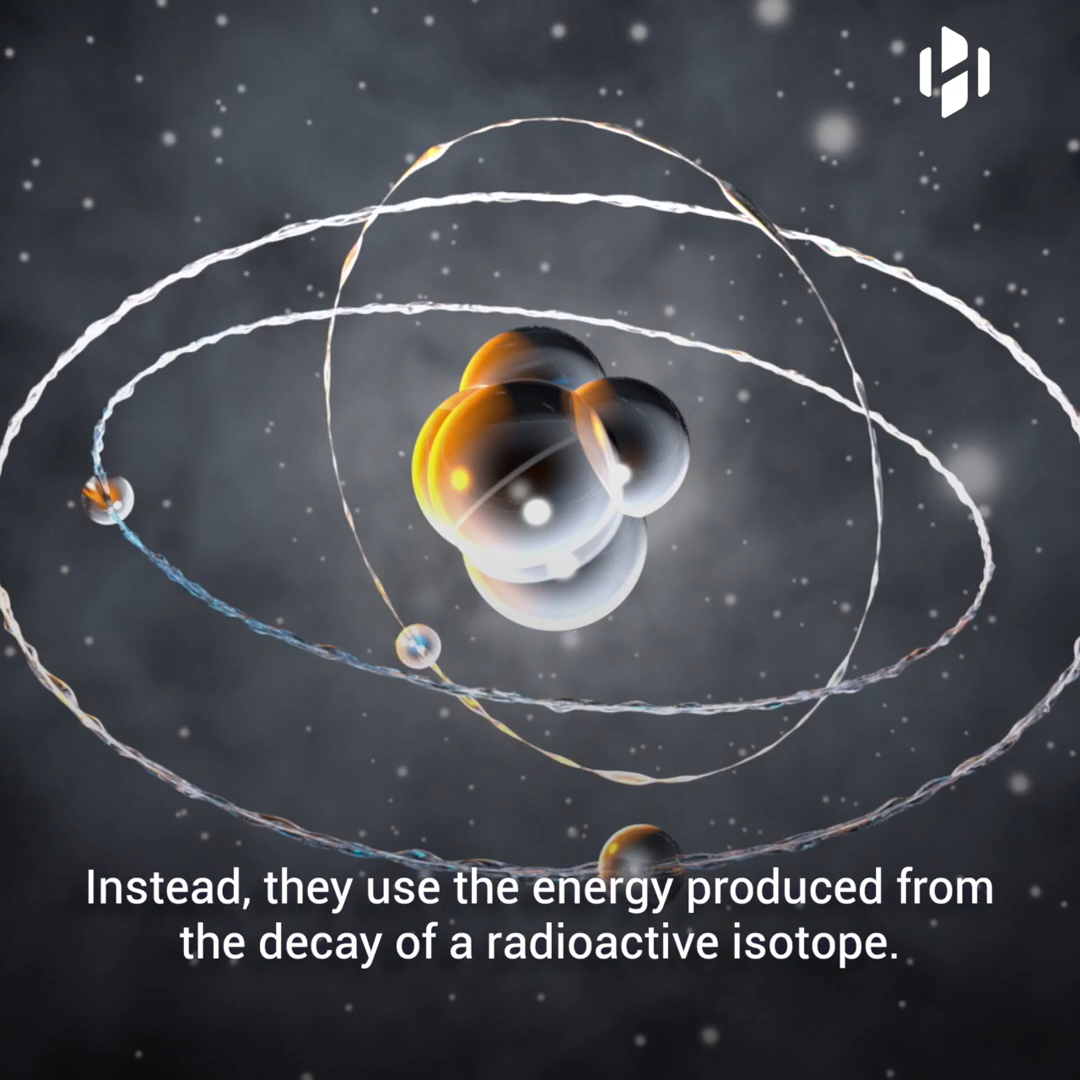 Instead, they use the energy produced from
the decay of a radioactive isotope.